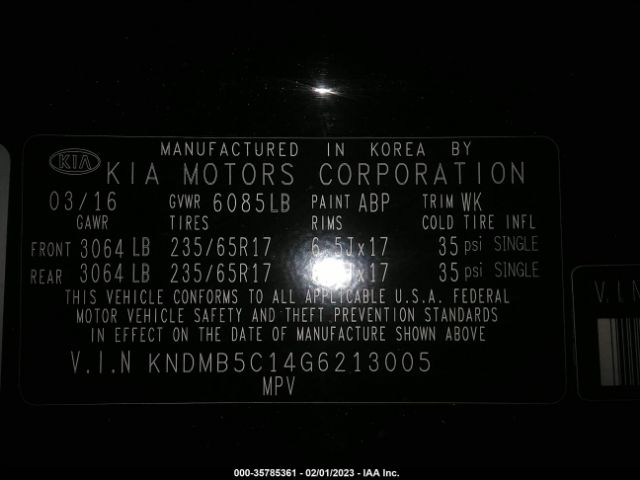 MANUFACTURED IN KOREA BY
KIA KIA MOTORS CORPORATION
03/16 GVWR 6085LB PAINT ABP TRIM WK
GAWR TIRES RIMS COLD TIRE INFL
FRONT 3064 LB 235/65R17 6.5Jx17 35 psi SINGLE
REAR 3064 LB 235/65R17 x17 35 psi SINGLE
THIS VEHICLE CONFORMS TO ALL APPLICABLE U.S.A. FEDERAL
MOTOR VEHICLE SAFETY AND THEFT PREVENTION STANDARDS
IN EFFECT ON THE DATE OF MANUFACTURE SHOWN ABOVE
V.I.N KNDMB5C14G6213005
MPV
V.I.N
000-35785361 - 02/01/2023 - IAA Inc.